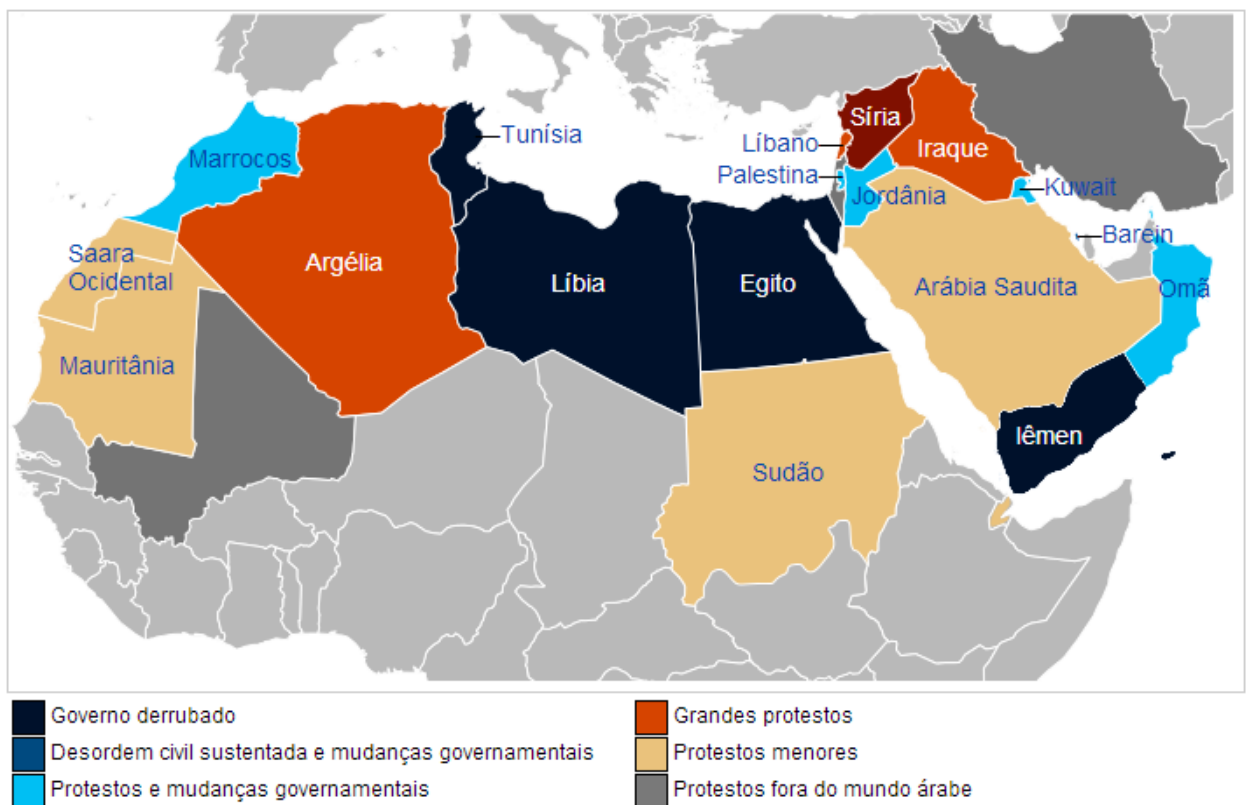 Síria
Tunísia
Líbano
Iraque
Marrocos
Palestina
Kuwait
Jordânia
Barein
Saara
Ocidental
Argélia
Líbia
Egito
Arábia Saudita
Omã
Mauritânia
Iêmen
Sudão
Governo derrubado
Desordem civil sustentada e mudanças governamentais
Protestos e mudanças governamentais
Grandes protestos
Protestos menores
Protestos fora do mundo árabe